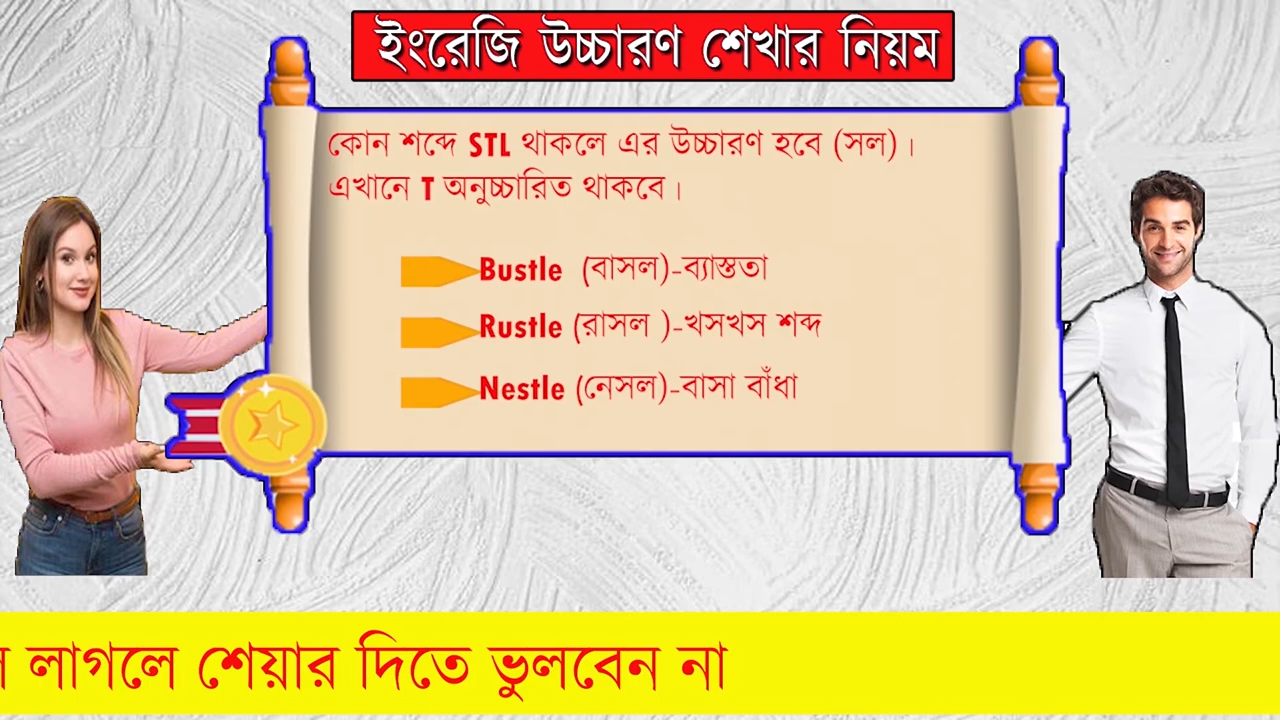 ইংরেজি উচ্চারণ শেখার নিয়ম
কোন শব্দে STL থাকলে এর উচ্চারণ হবে (সল)।
এখানে T অনুচ্চারিত থাকবে।
Bustle (বাসল)-ব্যাস্ততা
Rustle (রাসল )-খসখস শব্দ
Nestle (নেসল)-বাসা বাঁধা
লাগলে শেয়ার দিতে ভুলবেন না